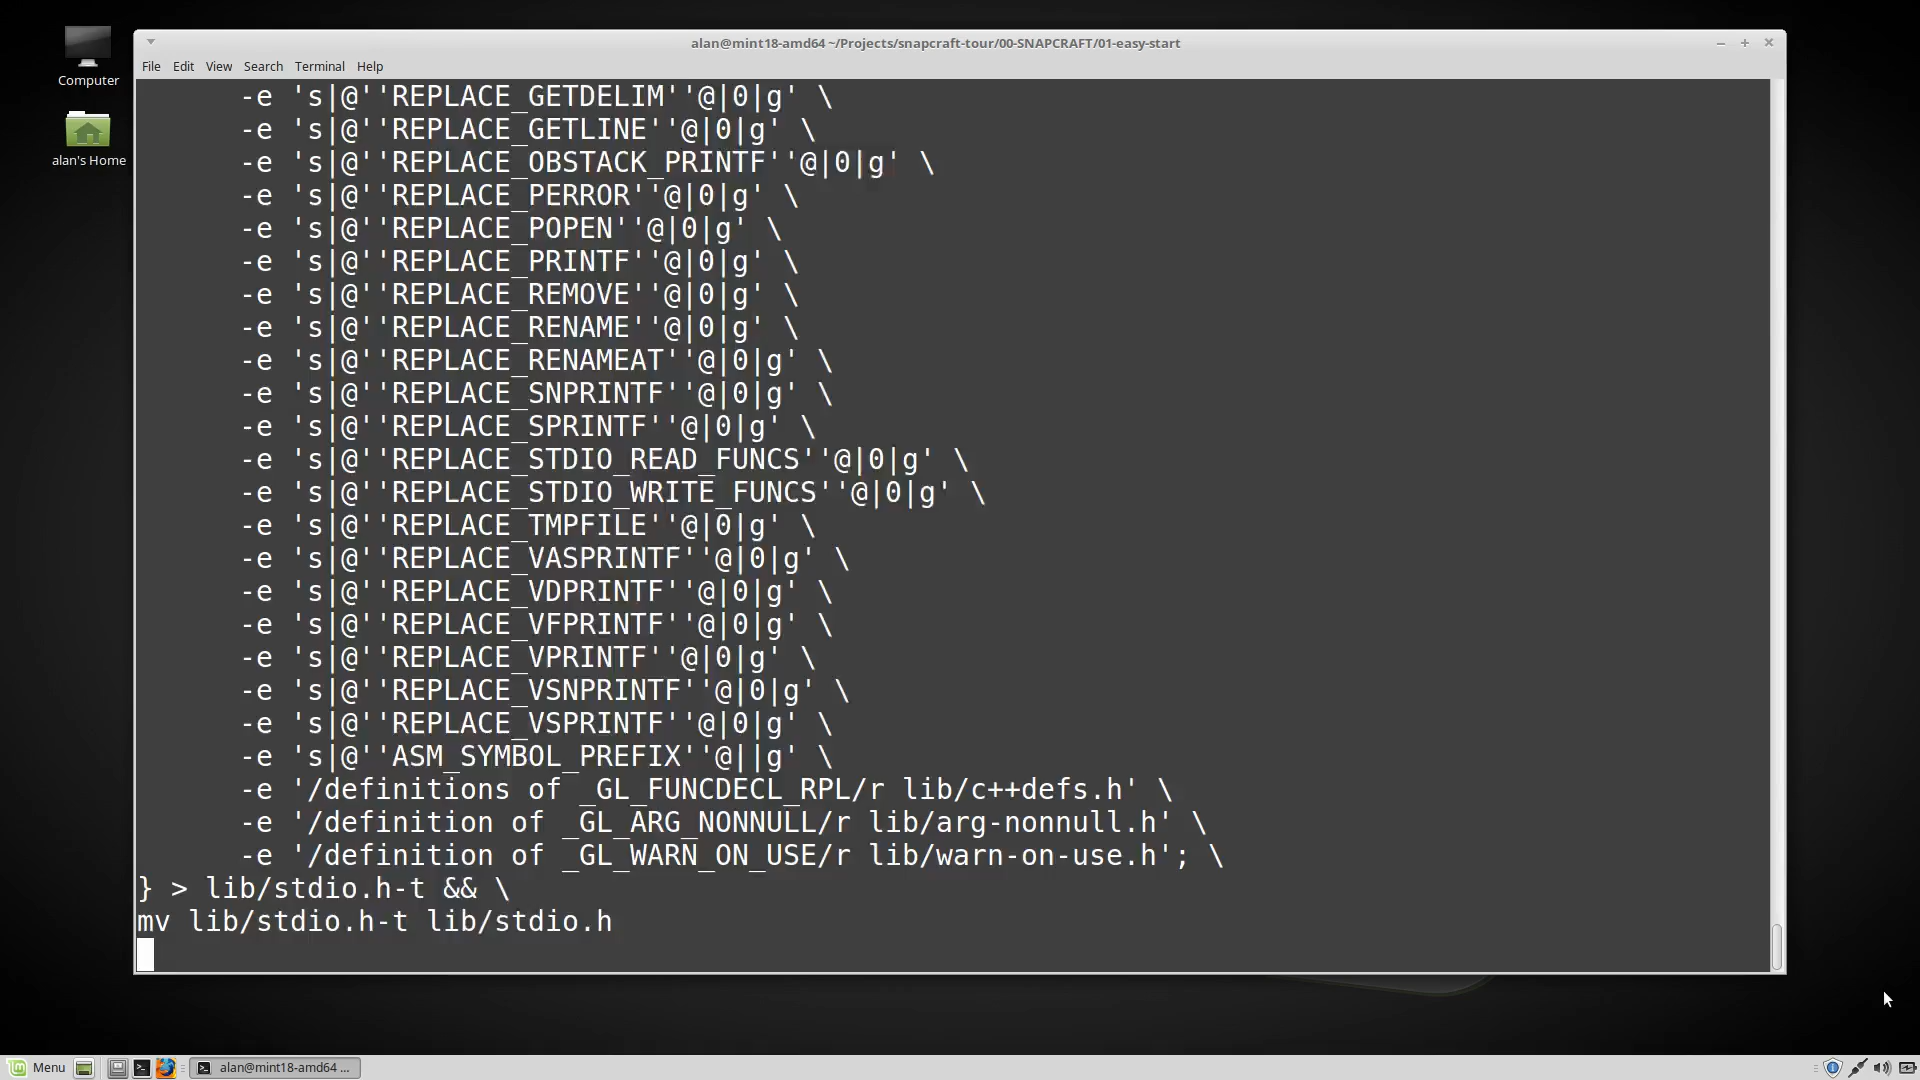 alan@mint18-amd64 ~/Projects/snapcraft-tour/00-SNAPCRAFT/01-easy-start
File Edit View Search Terminal Help
Computer
alan's Home
-e 's|@''REPLACE_GETDELIM''@|0|g' \
-e 's|@''REPLACE_GETLINE''@|0|g' \
-e 's|@''REPLACE_OBSTACK_PRINTF''@|0|g' \
-e 's|@''REPLACE_PERROR''@|0|g' \
-e 's|@''REPLACE_POPEN''@|0|g' \
-e 's|@''REPLACE_PRINTF''@|0|g' \
-e 's|@''REPLACE_REMOVE''@|0|g' \
-e 's|@''REPLACE_RENAME''@|0|g' \
-e 's|@''REPLACE_RENAMEAT''@|0|g' \
-e 's|@''REPLACE_SNPRINTF''@|0|g' \
-e 's|@''REPLACE_SPRINTF''@|0|g' \
-e 's|@''REPLACE_STDIO_READ_FUNCS''@|0|g' \
-e 's|@''REPLACE_STDIO_WRITE_FUNCS''@|0|g' \
-e 's|@''REPLACE_TMPFILE''@|0|g' \
-e 's|@''REPLACE_VASPRINTF''@|0|g' \
-e 's|@''REPLACE_VDPRINTF''@|0|g' \
-e 's|@''REPLACE_VFPRINTF''@|0|g' \
-e 's|@''REPLACE_VPRINTF''@|0|g' \
-e 's|@''REPLACE_VSNPRINTF''@|0|g' \
-e 's|@''REPLACE_VSPRINTF''@|0|g' \
-e 's|@''ASM_SYMBOL_PREFIX''@||g' \
-e '/definitions of _GL_FUNCDECL_RPL/r lib/c++defs.h' \
-e '/definition of _GL_ARG_NONNULL/r lib/arg-nonnull.h' \
-e '/definition of _GL_WARN_ON_USE/r lib/warn-on-use.h'; \
} > lib/stdio.h-t && \
mv lib/stdio.h-t lib/stdio.h
Menu
alan@mint18-amd64 ...